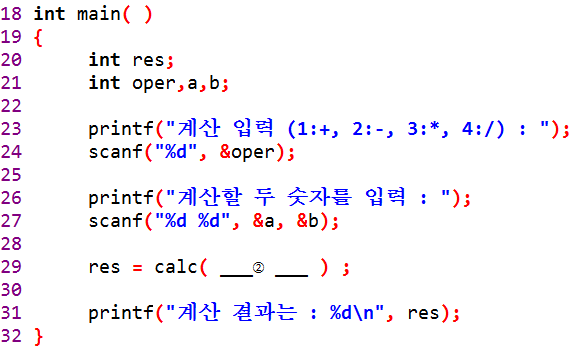 18 int main( )
19 {
20 int res;
21 int oper,a,b;
22
23 printf("계산 입력 (1:+, 2:-, 3:*, 4:/) : ");
24 scanf("%d", &oper);
25
26 printf("계산할 두 숫자를 입력 : ");
27 scanf("%d %d", &a, &b);
28
29 res = calc( ___② ___ ) ;
30
31 printf("계산 결과는 : %d\n", res);
32 }